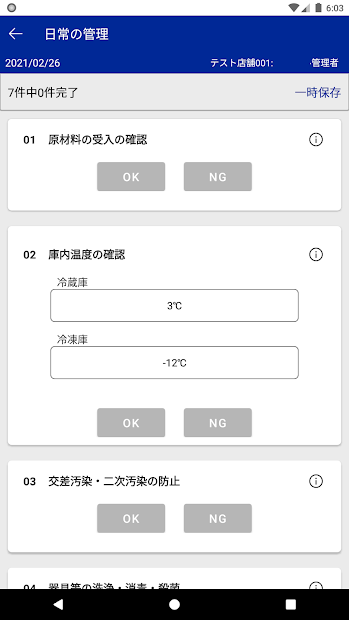 6:03
日常の管理
2021/02/26 テスト店舗001: 管理者
7件中0件完了 一時保存
01 原材料の受入の確認
OK NG
02 庫内温度の確認
冷蔵庫
3℃
冷凍庫
-12℃
OK NG
03 交差汚染・二次汚染の防止
OK NG
04 器具等の洗浄・消毒・殺菌